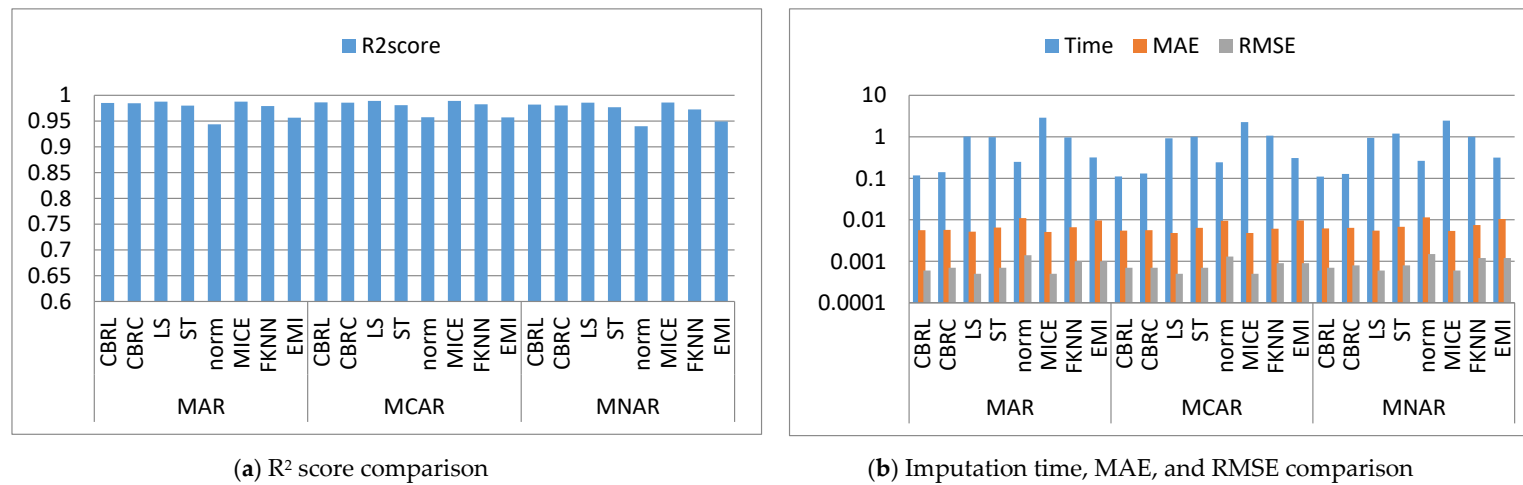 R2score
1
0.95
0.9
0.85
0.8
0.75
0.7
0.65
0.6
CBRL
CBRC
LS
ST
norm
MICE
FKNN
EMI
CBRL
CBRC
LS
ST
norm
MICE
FKNN
EMI
CBRL
CBRC
LS
ST
norm
MICE
FKNN
EMI
MAR
MCAR
MNAR
(a) R² score comparison
Time
MAE
RMSE
10
1
0.1
0.01
0.001
0.0001
CBRL
CBRC
LS
ST
norm
MICE
FKNN
EMI
CBRL
CBRC
LS
ST
norm
MICE
FKNN
EMI
CBRL
CBRC
LS
ST
norm
MICE
FKNN
EMI
MAR
MCAR
MNAR
(b) Imputation time, MAE, and RMSE comparison